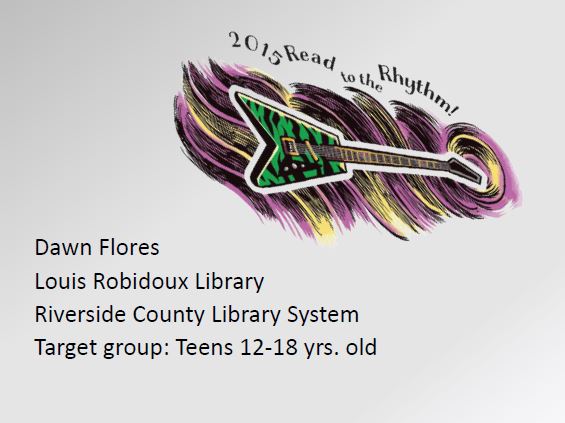 2015 Read to the Rhythm!
Dawn Flores
Louis Robidoux Library
Riverside County Library System
Target group: Teens 12-18 yrs. old